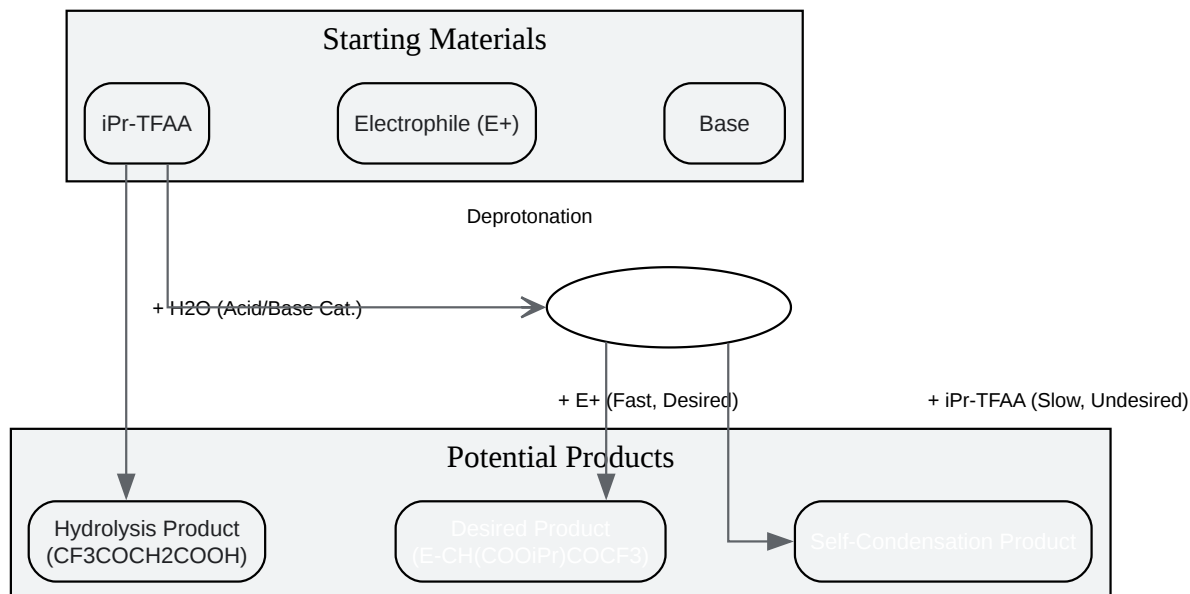 Starting Materials
iPr-TFAA
Electrophile (E+)
Base
Deprotonation
+ H2O (Acid/Base Cat.)
+ E+ (Fast, Desired)
+ iPr-TFAA (Slow, Undesired)
Potential Products
Hydrolysis Product
(CF3COCH2COOH)
Desired Product
(E-CH(COOiPr)COCF3)
Self-Condensation Product